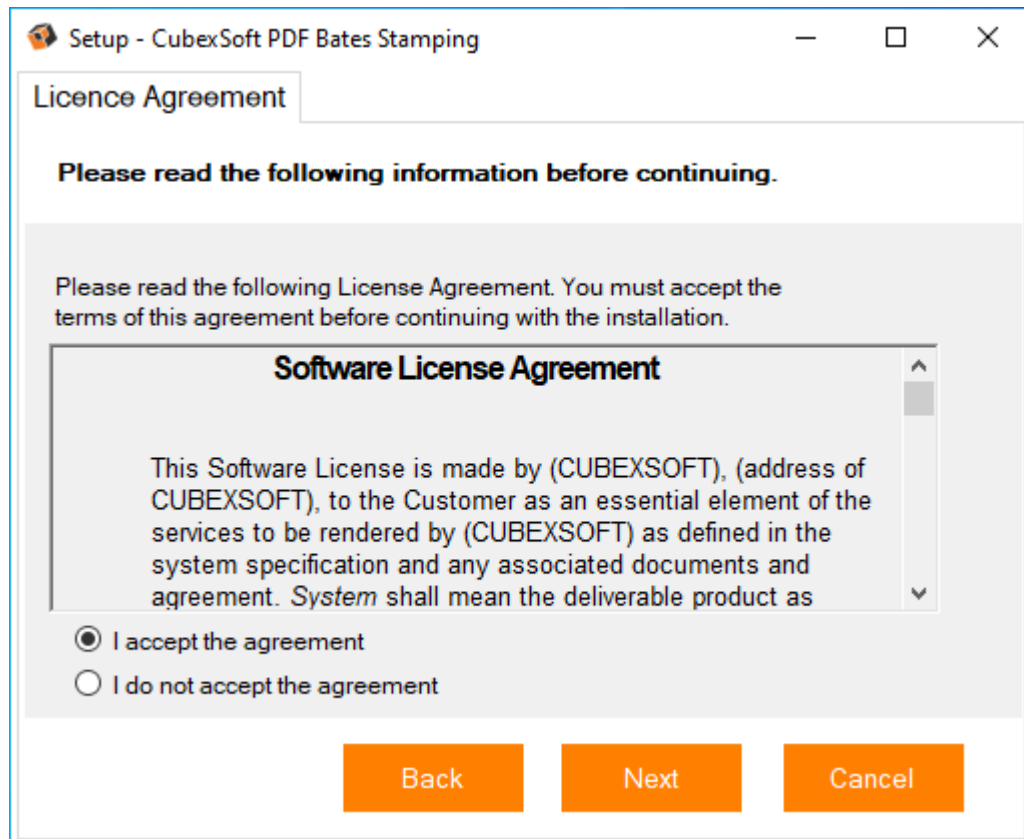 Setup - CubexSoft PDF Bates Stamping
Licence Agreement
Please read the following information before continuing.
Please read the following License Agreement. You must accept the
terms of this agreement before continuing with the installation.
Software License Agreement
This Software License is made by (CUBEXSOFT), (address of
CUBEXSOFT), to the Customer as an essential element of the
services to be rendered by (CUBEXSOFT) as defined in the
system specification and any associated documents and
agreement. System shall mean the deliverable product as
I accept the agreement
I do not accept the agreement
Back Next Cancel